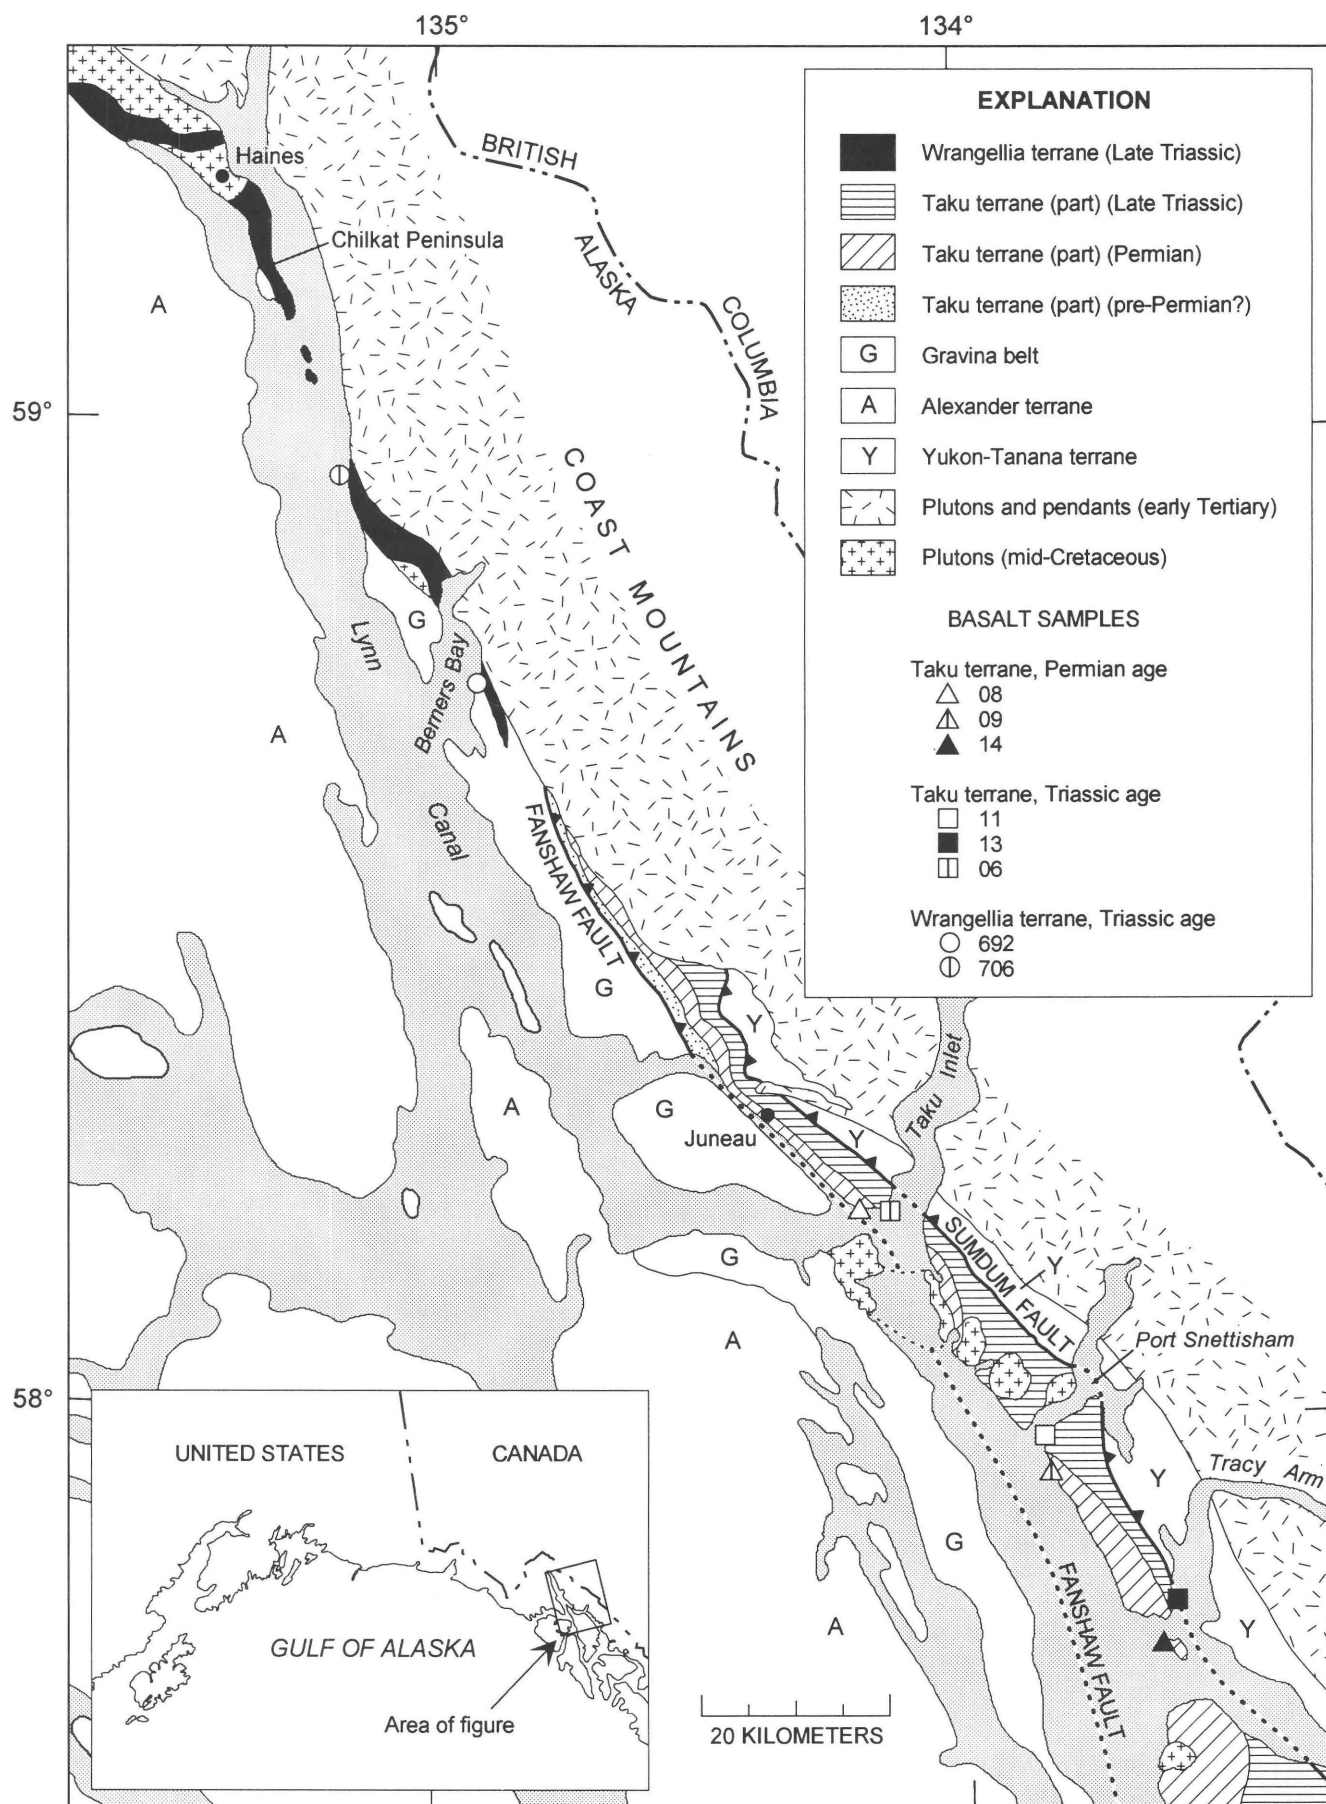 135°
134°
EXPLANATION
Wrangellia terrane (Late Triassic)
Taku terrane (part) (Late Triassic)
Taku terrane (part) (Permian)
Taku terrane (part) (pre-Permian?)
G Gravina belt
A Alexander terrane
Y Yukon-Tanana terrane
Plutons and pendants (early Tertiary)
Plutons (mid-Cretaceous)
BASALT SAMPLES
Taku terrane, Permian age
08
09
14
Taku terrane, Triassic age
11
13
06
Wrangellia terrane, Triassic age
692
706
BRITISH
COLUMBIA
ALASKA
Haines
Chilkat Peninsula
A
59°
COAST MOUNTAINS
G
Lynn
Canal
Berners Bay
A
FANSHAW FAULT
G
Y
Taku Inlet
A
G
Juneau
Y
G
SUMDUM FAULT
Y
A
Port Snettisham
58°
Y
Tracy Arm
G
A
FANSHAW FAULT
Y
UNITED STATES
CANADA
GULF OF ALASKA
Area of figure
20 KILOMETERS